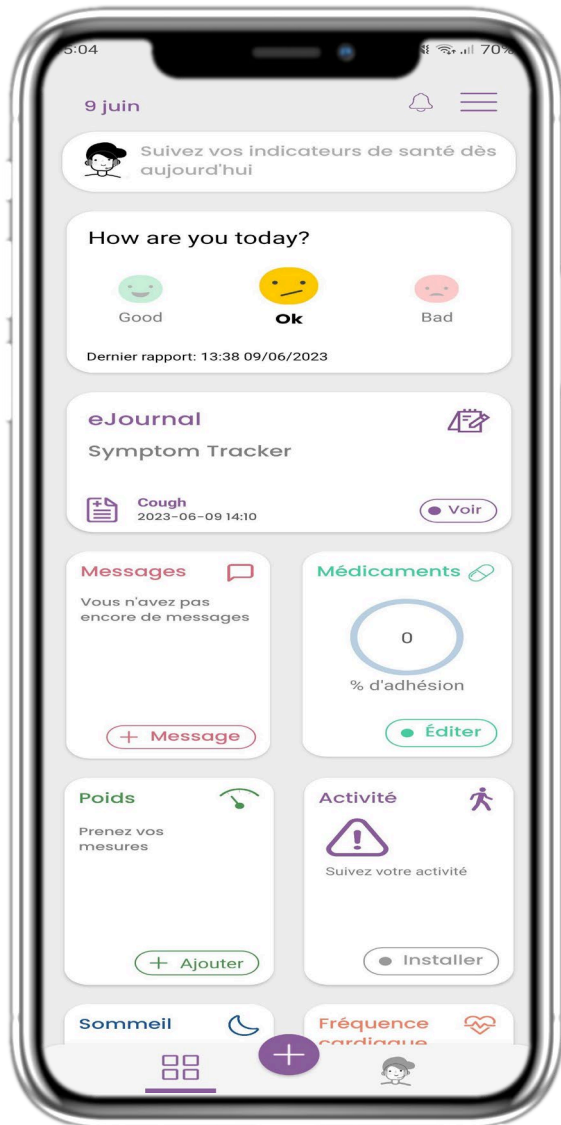 5:04
70%
9 juin
Suivez vos indicateurs de santé dès
aujourd'hui
How are you today?
Good
Ok
Bad
Dernier rapport: 13:38 09/06/2023
eJournal
Symptom Tracker
Cough
2023-06-09 14:10
Voir
Messages
Vous n'avez pas
encore de messages
+ Message
Médicaments
0
% d'adhésion
Éditer
Poids
Prenez vos
mesures
+ Ajouter
Activité
Suivez votre activité
Installer
Sommeil
Fréquence
cardiaque